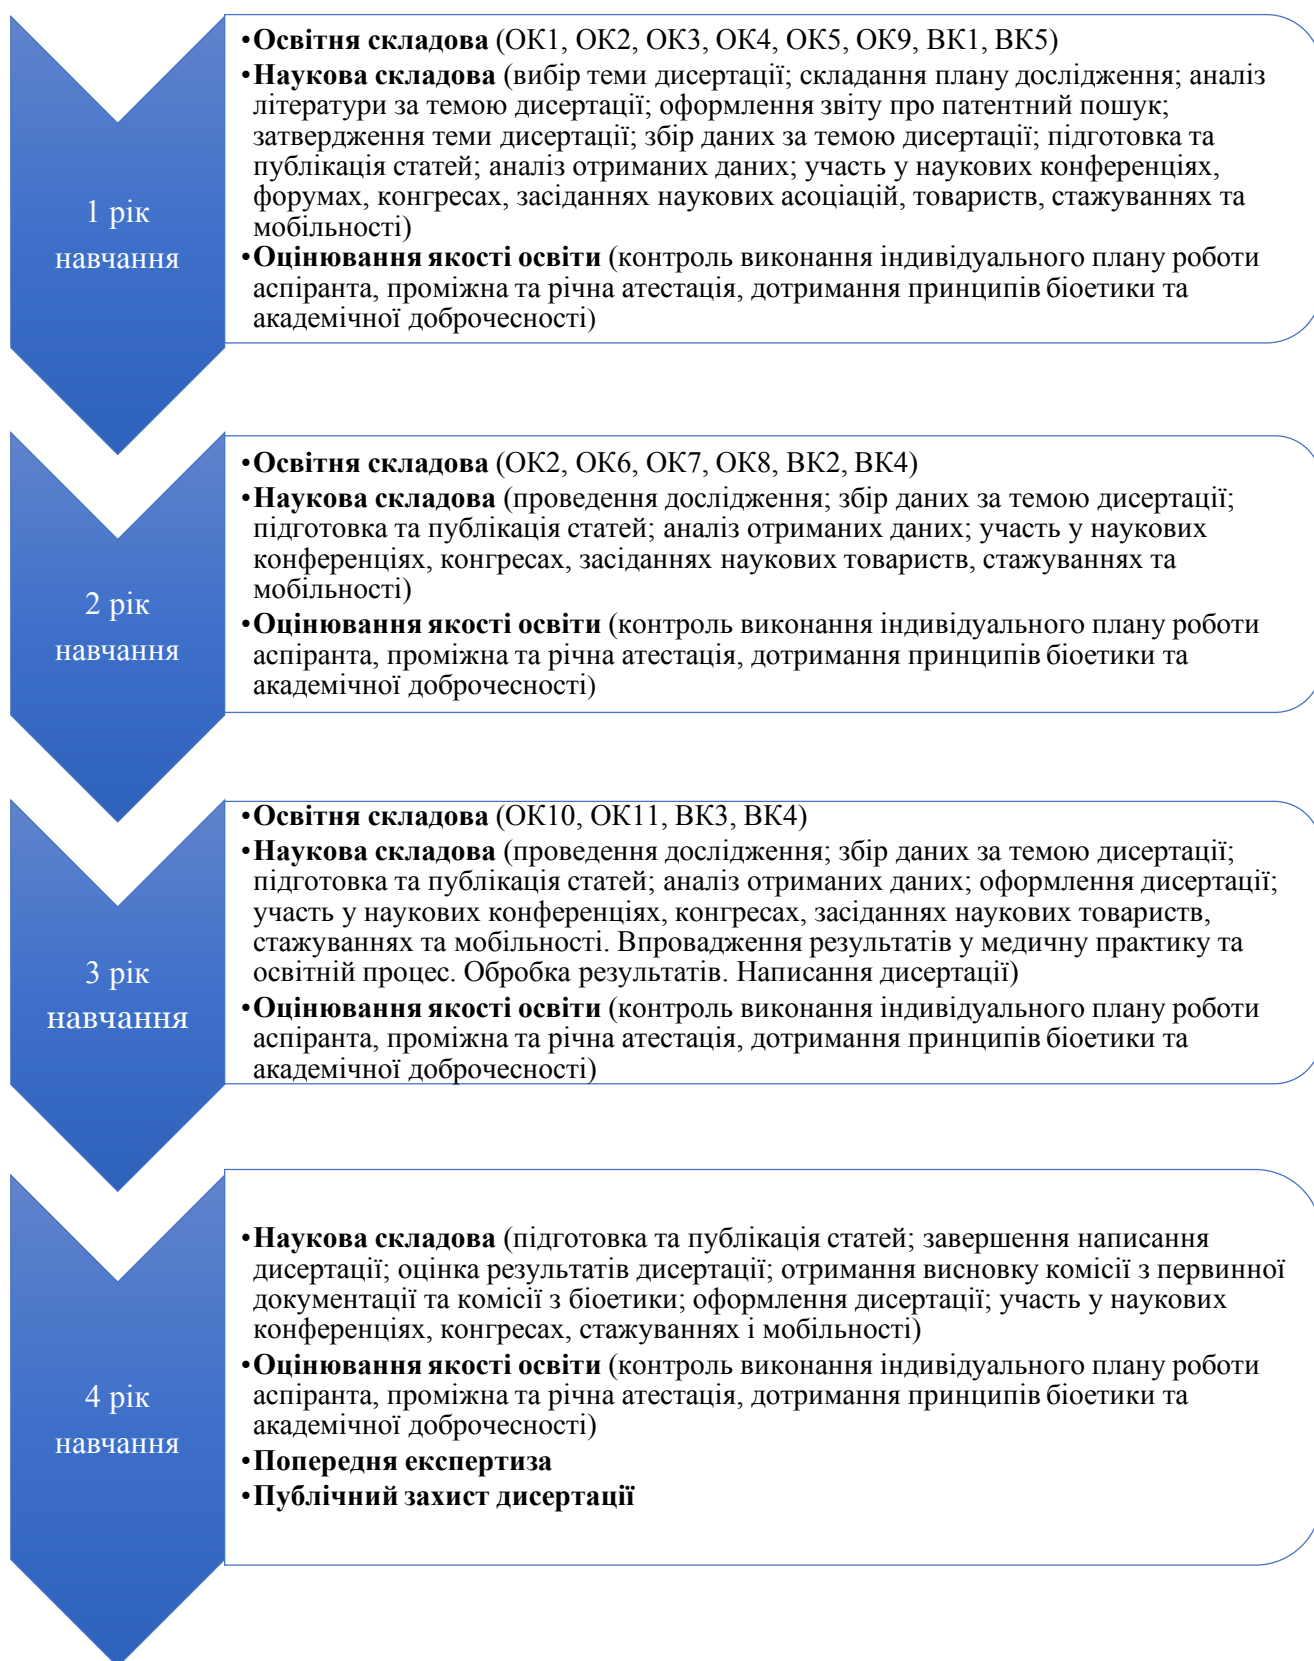 1 рік
навчання
•Освітня складова (ОК1, ОК2, ОК3, ОК4, ОК5, ОК9, ВК1, ВК5)
•Наукова складова (вибір теми дисертації; складання плану дослідження; аналіз
літератури за темою дисертації; оформлення звіту про патентний пошук;
затвердження теми дисертації; збір даних за темою дисертації; підготовка та
публікація статей; аналіз отриманих даних; участь у наукових конференціях,
форумах, конгресах, засіданнях наукових асоціацій, товариств, стажуваннях та
мобільності)
•Оцінювання якості освіти (контроль виконання індивідуального плану роботи
аспіранта, проміжна та річна атестація, дотримання принципів біоетики та
академічної доброчесності)
2 рік
навчання
•Освітня складова (ОК2, ОК6, ОК7, ОК8, ВК2, ВК4)
•Наукова складова (проведення дослідження; збір даних за темою дисертації;
підготовка та публікація статей; аналіз отриманих даних; участь у наукових
конференціях, конгресах, засіданнях наукових товариств, стажуваннях та
мобільності)
•Оцінювання якості освіти (контроль виконання індивідуального плану роботи
аспіранта, проміжна та річна атестація, дотримання принципів біоетики та
академічної доброчесності)
3 рік
навчання
•Освітня складова (ОК10, ОК11, ВК3, ВК4)
•Наукова складова (проведення дослідження; збір даних за темою дисертації;
підготовка та публікація статей; аналіз отриманих даних; оформлення дисертації;
участь у наукових конференціях, конгресах, засіданнях наукових товариств,
стажуваннях та мобільності. Впровадження результатів у медичну практику та
освітній процес. Обробка результатів. Написання дисертації)
•Оцінювання якості освіти (контроль виконання індивідуального плану роботи
аспіранта, проміжна та річна атестація, дотримання принципів біоетики та
академічної доброчесності)
4 рік
навчання
•Наукова складова (підготовка та публікація статей; завершення написання
дисертації; оцінка результатів дисертації; отримання висновку комісії з первинної
документації та комісії з біоетики; оформлення дисертації; участь у наукових
конференціях, конгресах, стажуваннях і мобільності)
•Оцінювання якості освіти (контроль виконання індивідуального плану роботи
аспіранта, проміжна та річна атестація, дотримання принципів біоетики та
академічної доброчесності)
•Попередня експертиза
•Публічний захист дисертації